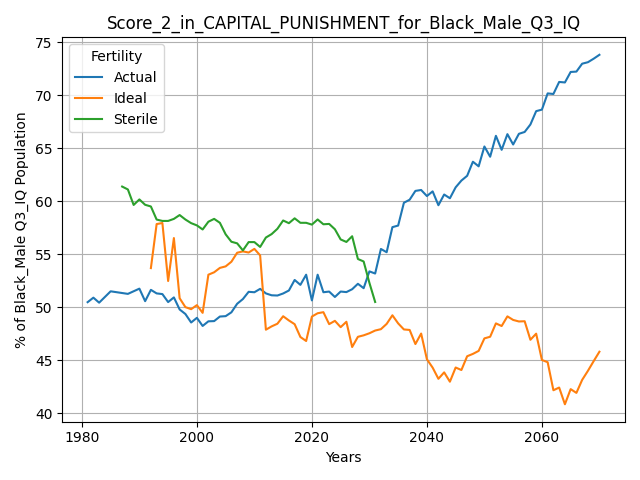 Score_2_in_CAPITAL_PUNISHMENT_for_Black_Male_Q3_IQ
Fertility
Actual
Ideal
Sterile
% of Black_Male Q3_IQ Population
75
70
65
60
55
50
45
40
1980
2000
2020
2040
2060
Years